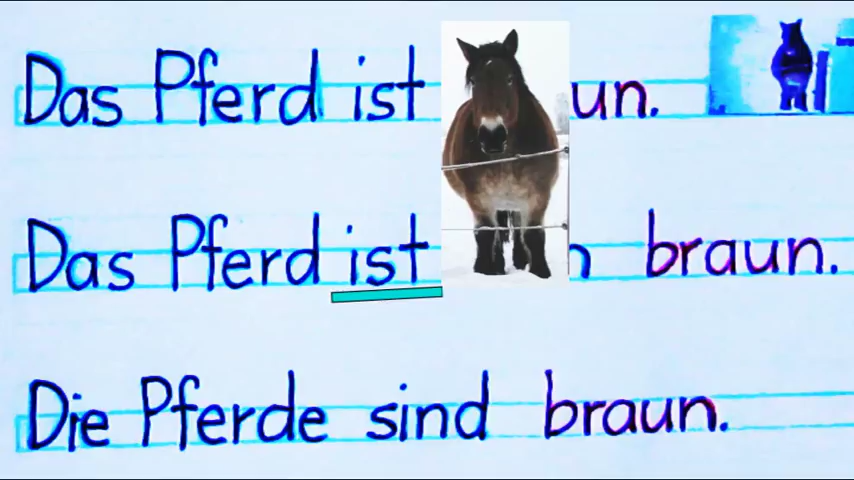 Das Pferd ist un.
Das Pferd ist braun.
Die Pferde sind braun.